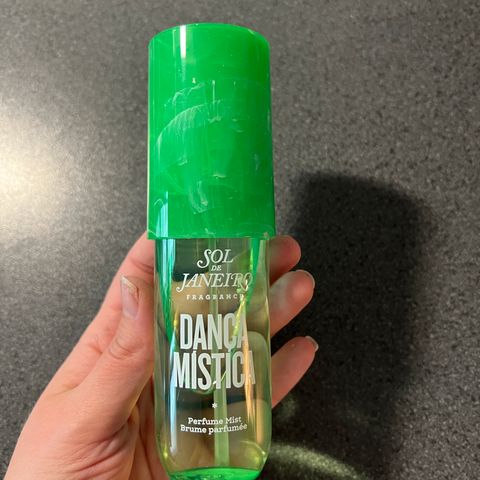 SOL
DE
JANEIRO
FRAGRANCE
DANÇA
MÍSTICA
*
Perfume Mist
Brume parfumée